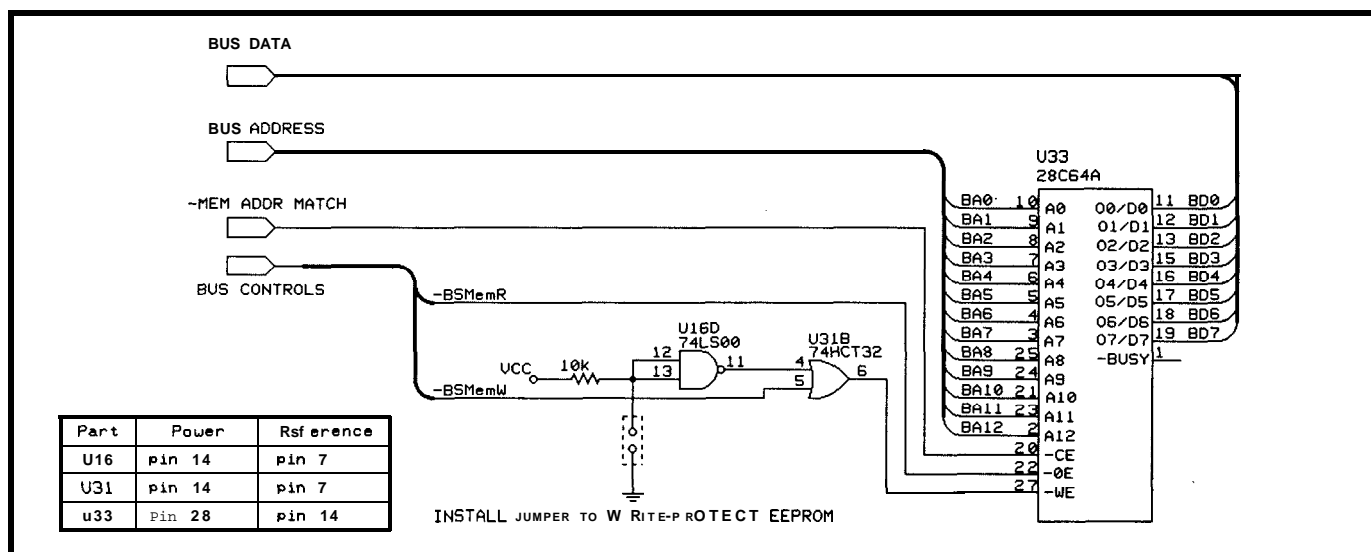 BUS DATA
BUS ADDRESS
~MEM ADDR MATCH
BUS CONTROLS
-BSMemR
-BSMemW
VCC
10k
U16D
74LS00
12
13
11
U31B
74HCT32
4
5
6
U33
28C64A
BA0 10 A0 O0/D0 11 BD0
BA1 9 A1 O1/D1 12 BD1
BA2 8 A2 O2/D2 13 BD2
BA3 7 A3 O3/D3 15 BD3
BA4 6 A4 O4/D4 16 BD4
BA5 5 A5 O5/D5 17 BD5
BA6 4 A6 O6/D6 18 BD6
BA7 3 A7 O7/D7 19 BD7
BA8 25 A8 -BUSY 1
BA9 24 A9
BA10 21 A10
BA11 23 A11
BA12 2 A12
20 -CE
22 -OE
27 -WE
Part Power Rsf erence
U16 pin 14 pin 7
U31 pin 14 pin 7
u33 Pin 28 pin 14
INSTALL JUMPER TO W RITE-P ROTECT EEPROM